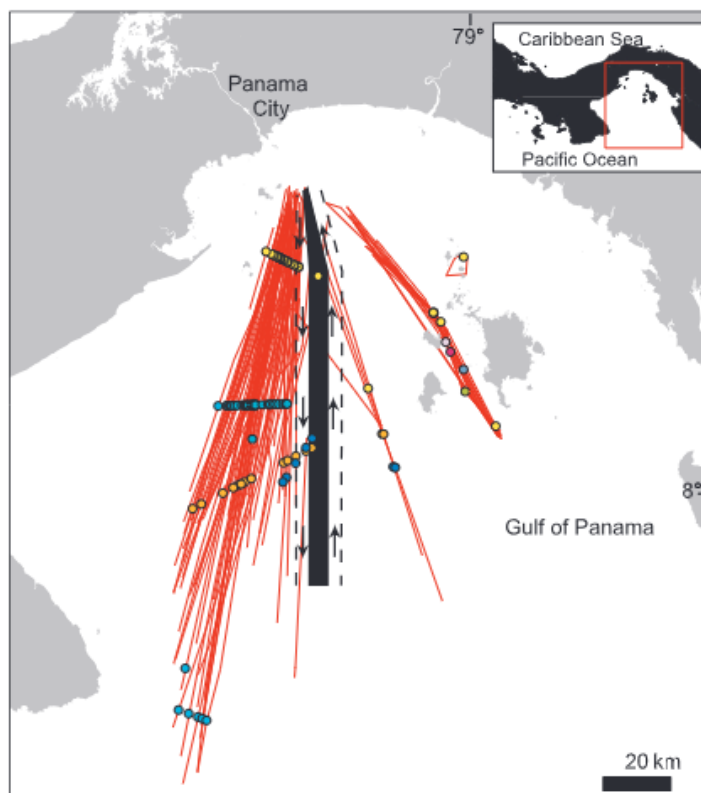 79°
Caribbean Sea
Pacific Ocean
Panama
City
8°
Gulf of Panama
20 km